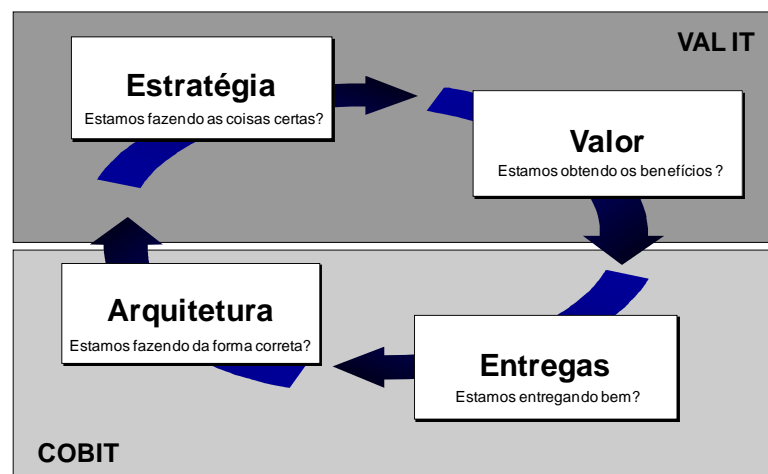 VAL IT
Estratégia
Estamos fazendo as coisas certas?
Valor
Estamos obtendo os benefícios ?
Arquitetura
Estamos fazendo da forma correta?
Entregas
Estamos entregando bem?
COBIT